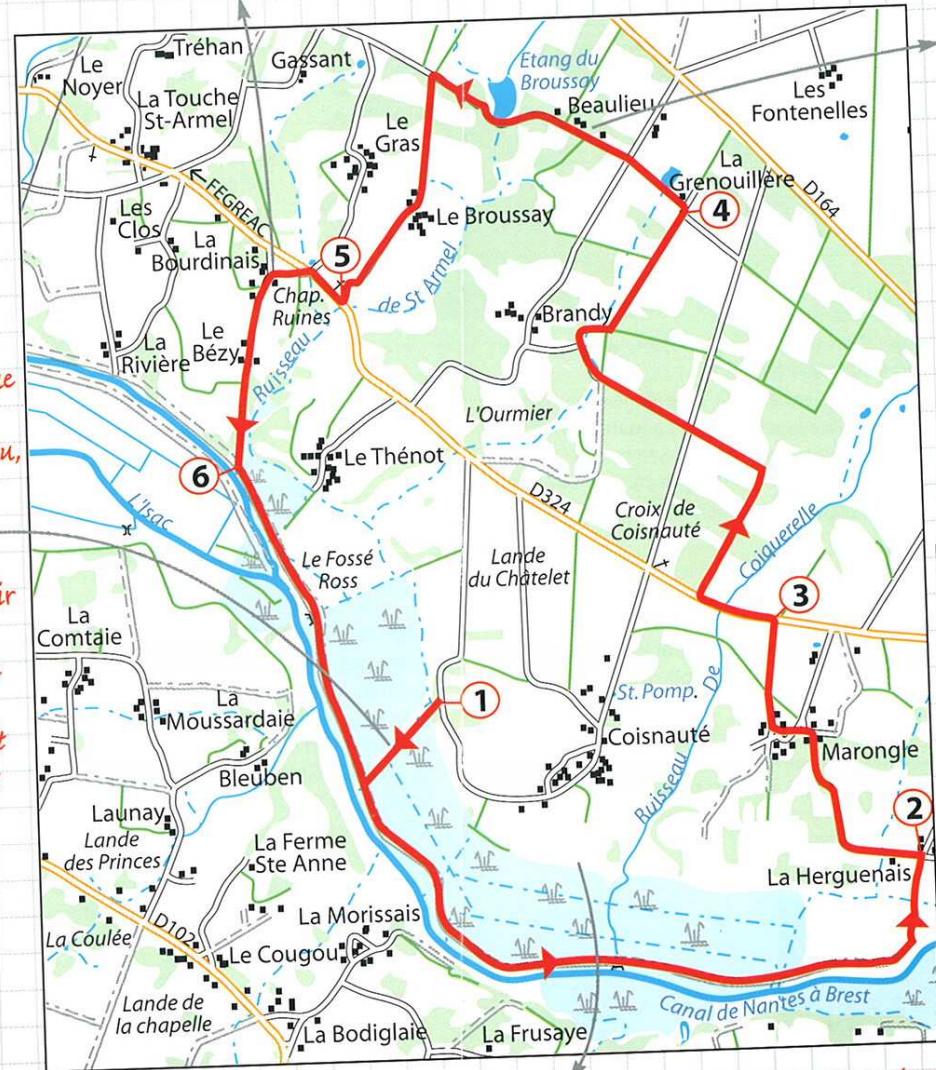 Le
Noyer
Tréhan
Gassant
Etang du
Broussay
Beaulieu
Les
Fontenelles
La Touche
St-Armel
Le
Gras
La
Grenouillère
D164
FEGREAC
4
Les
Clos
La
Bourdinais
5
Le Broussay
de St Armel
Chap.
Ruines
Brandy
La
Rivière
Le
Bézy
Ruisseau
L'Ourmier
6
Le Thénot
D324
Croix de
Coisnauté
L'Isac
Le Fossé
Ross
Lande
du Châtelet
Coiquerelle
3
La
Comtaie
1
St. Pomp.
De
La
Moussardaie
Coisnauté
Marongle
Bleuben
Ruisseau
2
Launay
Lande
des Princes
La Ferme
Ste Anne
La Herguenais
La Morissais
La Coulée
D102
Le Cougou
Lande de
la chapelle
Canal de Nantes à Brest
La Bodiglaie
La Frusaye